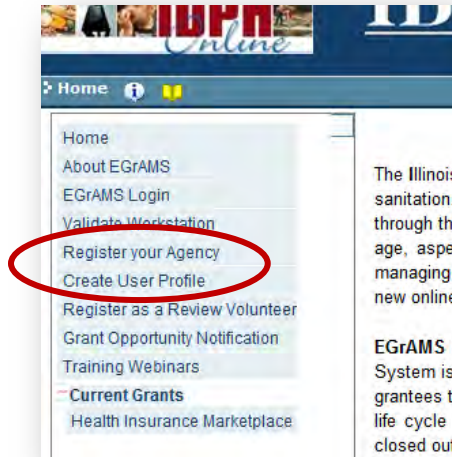 IDPH
Online
ID
Home
Home
About EGrAMS
EGrAMS Login
Validate Workstation
Register your Agency
Create User Profile
Register as a Review Volunteer
Grant Opportunity Notification
Training Webinars
Current Grants
Health Insurance Marketplace
The Illinois
sanitation
through th
age, aspe
managing
new online
EGrAMS
System is
grantees t
life cycle
closed out